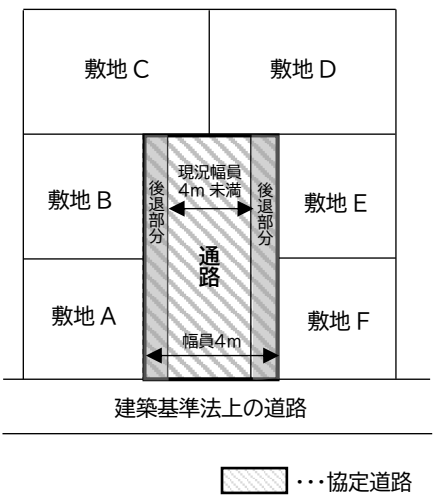 敷地 C
敷地 D
敷地 B
後退部分
現況幅員
4m 未満
後退部分
敷地 E
通路
敷地 A
幅員4m
敷地 F
建築基準法上の道路
・・・協定道路